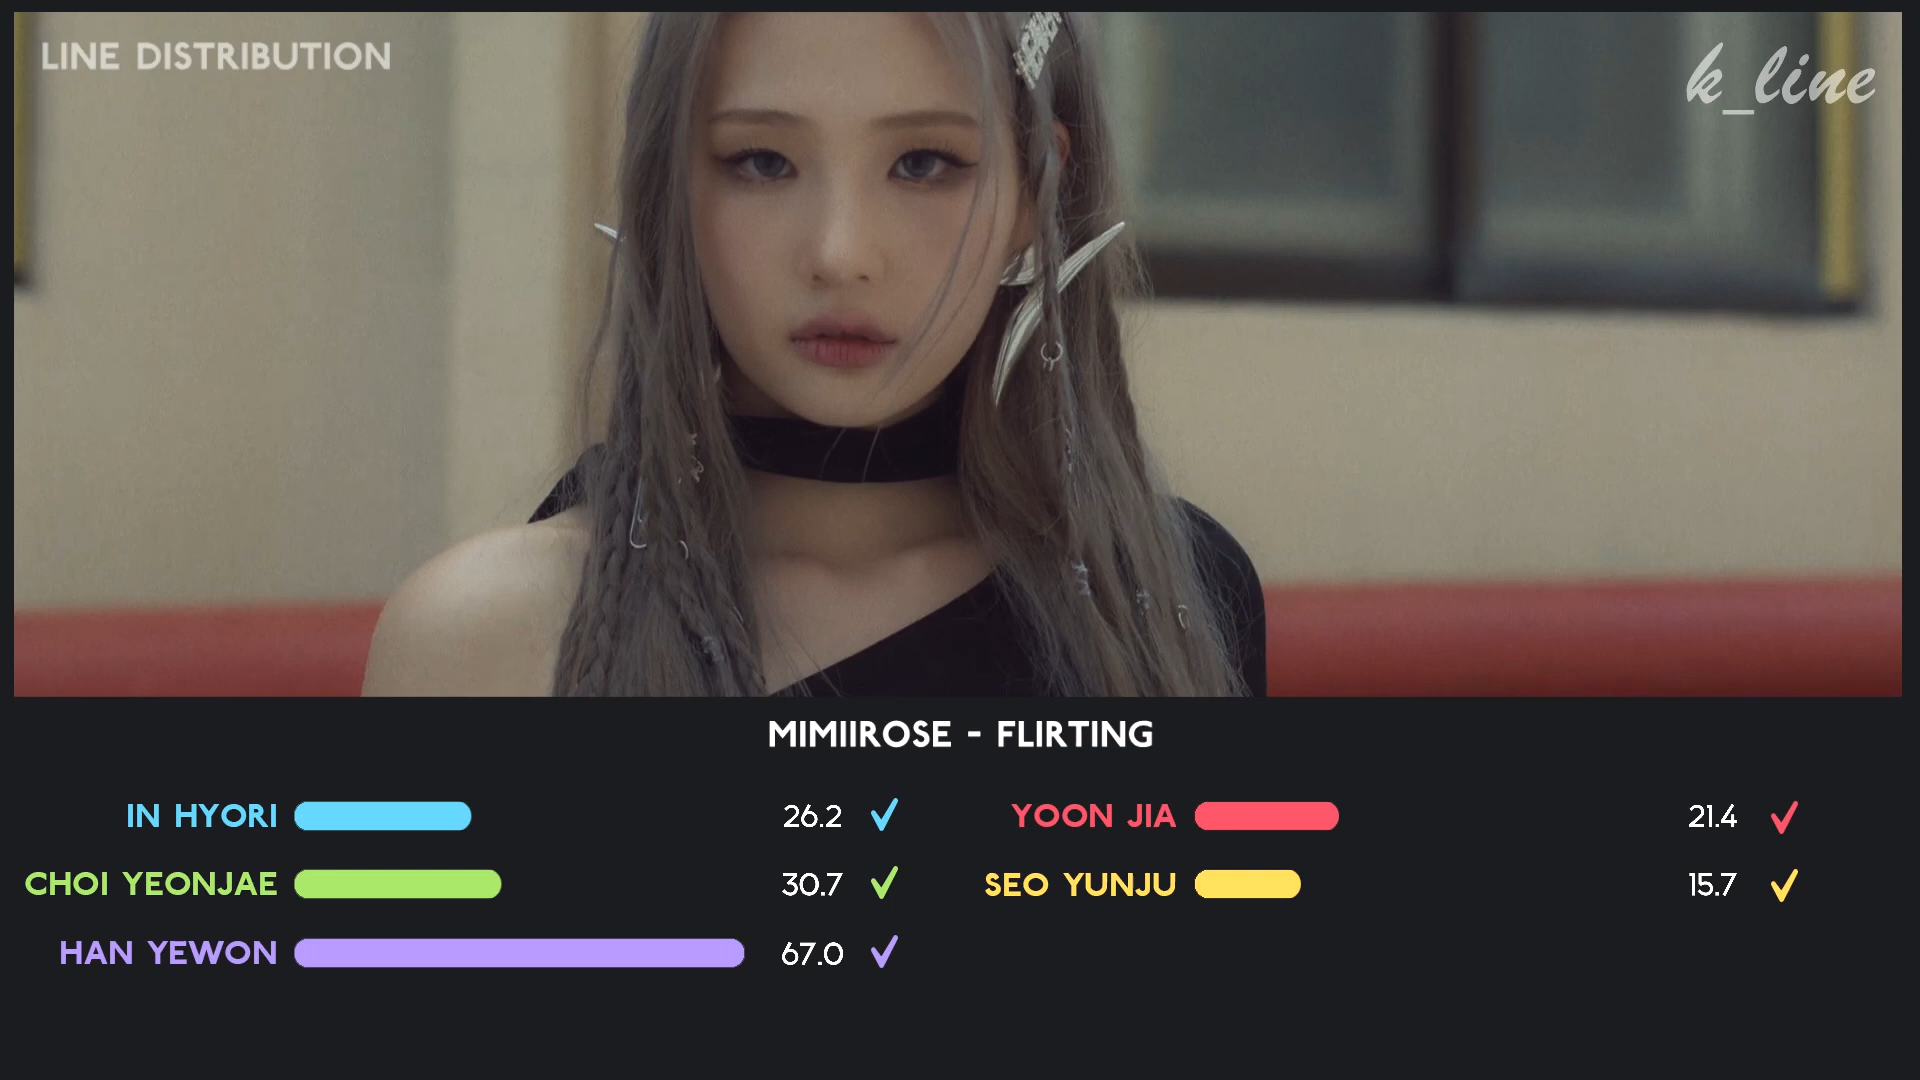 LINE DISTRIBUTION
k_line
MIMIIROSE - FLIRTING
IN HYORI 26.2
YOON JIA 21.4
CHOI YEONJAE 30.7
SEO YUNJU 15.7
HAN YEWON 67.0